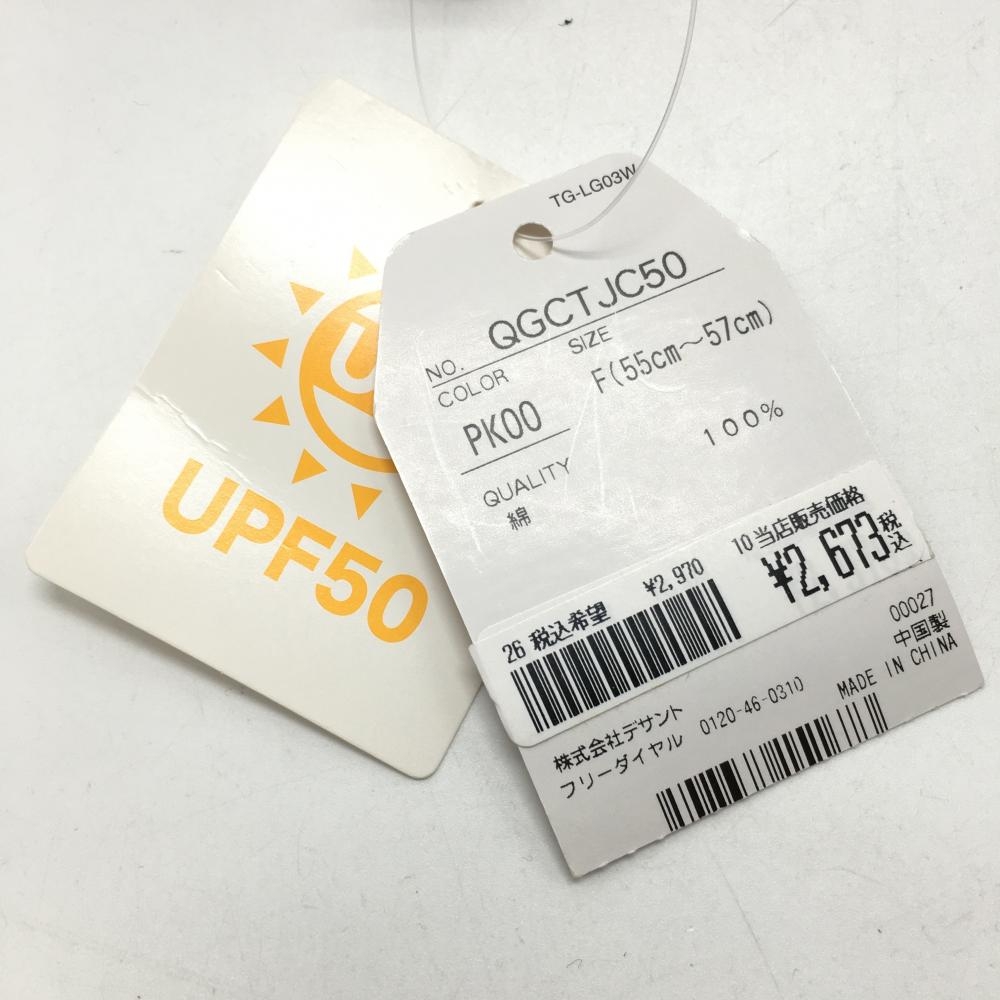 UPF50
TG-LG03W
NO. QGCTJC50
COLOR SIZE
PK00 F(55cm～57cm)
QUALITY
綿 100%
10 当店販売価格
26 税込希望 ¥2,970 ¥2,673 税込
00027
中国製
株式会社デサント MADE IN CHINA
フリーダイヤル 0120-46-0310